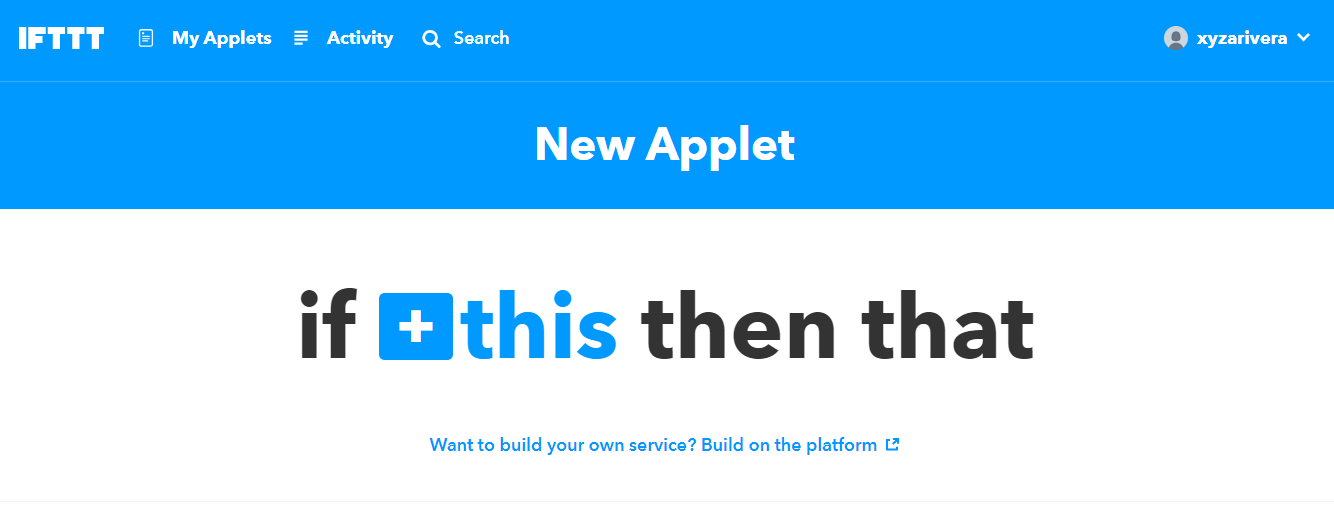 IFTTT My Applets Activity Search xyzarivera
New Applet
if +this then that
Want to build your own service? Build on the platform